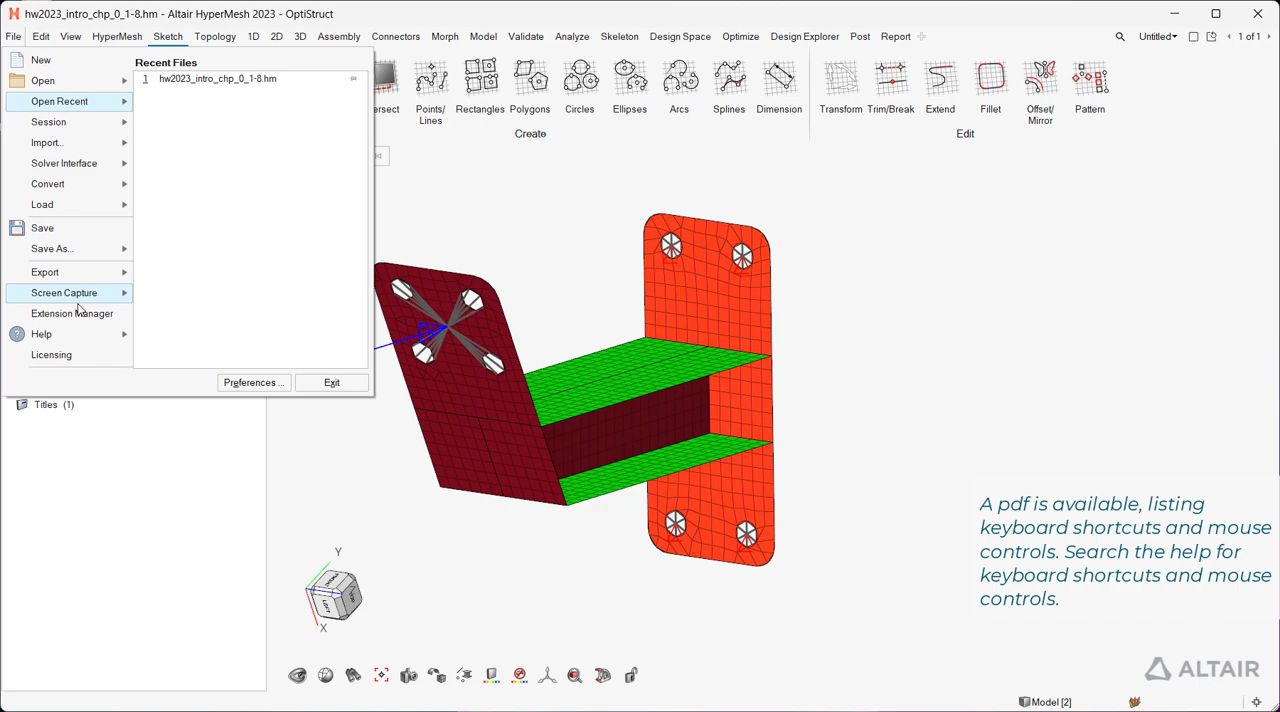 hw2023_intro_chp_0_1-8.hm - Altair HyperMesh 2023 - OptiStruct
File Edit View HyperMesh Sketch Topology 1D 2D 3D Assembly Connectors Morph Model Validate Analyze Skeleton Design Space Optimize Design Explorer Post Report Untitled 1 of 1
New
Open
Open Recent
Session
Import...
Solver Interface
Convert
Load
Save
Save As...
Export
Screen Capture
Extension Manager
Help
Licensing
Recent Files
1 hw2023_intro_chp_0_1-8.hm
Preferences ... Exit
Points/
Lines
Rectangles
Polygons
Circles
Ellipses
Arcs
Splines
Dimension
Create
Transform
Trim/Break
Extend
Fillet
Offset/
Mirror
Pattern
Edit
Titles (1)
Y
LEFT
X
A pdf is available, listing
keyboard shortcuts and mouse
controls. Search the help for
keyboard shortcuts and mouse
controls.
ALTAIR
Model [2]